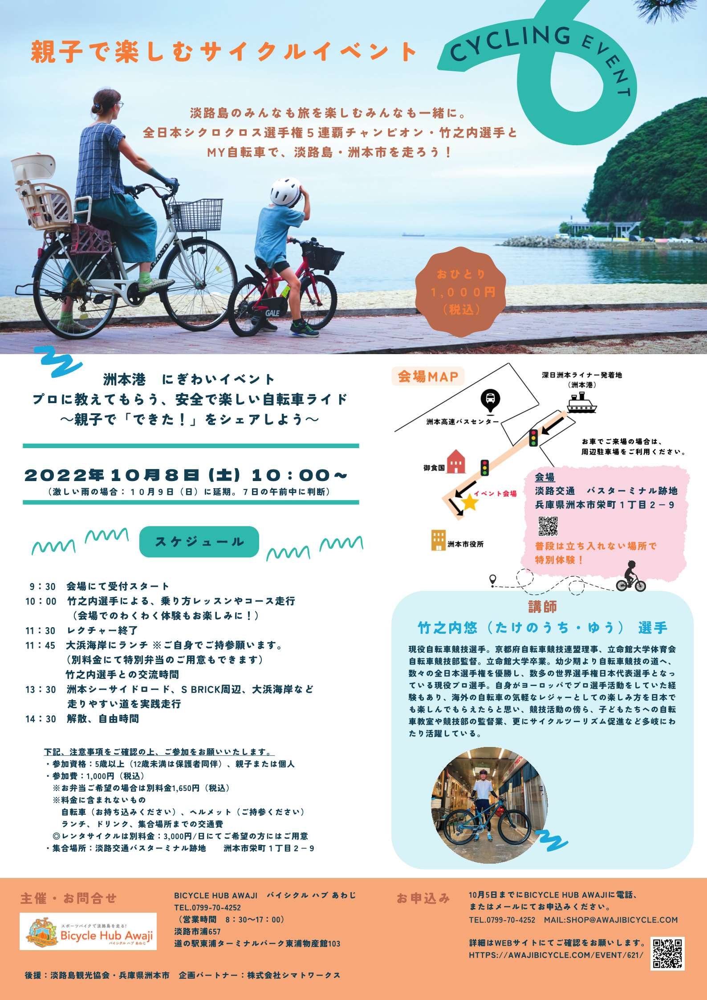 CYCLING EVENT
親子で楽しむサイクルイベント
淡路島のみんなも旅を楽しむみんなも一緒に。
全日本シクロクロス選手権５連覇チャンピオン・竹之内選手と
MY自転車で、淡路島・洲本市を走ろう！
GALE
おひとり
１,０００円
（税込）
洲本港　にぎわいイベント
プロに教えてもらう、安全で楽しい自転車ライド
〜親子で「できた！」をシェアしよう〜
2022年10月8日 (土) 10：00~
（激しい雨の場合：１０月９日（日）に延期。７日の午前中に判断）
スケジュール
9：30　会場にて受付スタート
10：00　竹之内選手による、乗り方レッスンやコース走行
（会場でのわくわく体験もお楽しみに！）
11：30　レクチャー終了
11：45　大浜海岸にランチ ※ご自身でご持参願います。
（別料金にて特別弁当のご用意もできます）
竹之内選手との交流時間
13：30　洲本シーサイドロード、S BRICK周辺、大浜海岸など
走りやすい道を実践走行
14：30　解散、自由時間
下記、注意事項をご確認の上、ご参加をお願いいたします。
・参加資格：5歳以上（12歳未満は保護者同伴）、親子または個人
・参加費：1,000円（税込）
※お弁当ご希望の場合は別料金1,650円（税込）
※料金に含まれないもの
自転車（お持ち込みください）、ヘルメット（ご持参ください）
ランチ、ドリンク、集合場所までの交通費
◎レンタサイクルは別料金：3,000円/日にてご希望の方にはご用意
・集合場所：淡路交通バスターミナル跡地　　洲本市栄町１丁目２－９
会場MAP
深日洲本ライナー発着地
（洲本港）
洲本高速バスセンター
お車でご来場の場合は、
周辺駐車場をご利用ください。
御食国
イベント会場
洲本市役所
会場
淡路交通　バスターミナル跡地
兵庫県洲本市栄町１丁目２－９
普段は立ち入れない場所で
特別体験！
講師
竹之内悠（たけのうち・ゆう） 選手
現役自転車競技選手。京都府自転車競技連盟理事、立命館大学体育会
自転車競技部監督。立命館大学卒業。幼少期より自転車競技の道へ、
数々の全日本選手権を優勝し、数多の世界選手権日本代表選手となっ
ている現役プロ選手。自身がヨーロッパでプロ選手活動をしていた経
験もあり、海外の自転車の気軽なレジャーとしての楽しみ方を日本で
も楽しんでもらえたらと思い、競技活動の傍ら、子どもたちへの自転
車教室や競技部の監督業、更にサイクルツーリズム促進など多岐にわ
たり活躍している。
主催・お問合せ
スポーツバイクで淡路島を走る!
Bicycle Hub Awaji
バイシクル ハブ あわじ
BICYCLE HUB AWAJI　バイシクル ハブ あわじ
TEL.0799-70-4252
（営業時間　8：30〜17：00）
淡路市浦657
道の駅東浦ターミナルパーク東浦物産館103
後援：淡路島観光協会・兵庫県洲本市　企画パートナー：株式会社シマトワークス
お申込み
10月5日までにBICYCLE HUB AWAJIに電話、
またはメールにてお申込みください。
TEL.0799-70-4252　MAIL:SHOP@AWAJIBICYCLE.COM
詳細はWEBサイトにてご確認をお願いします。
HTTPS://AWAJIBICYCLE.COM/EVENT/621/